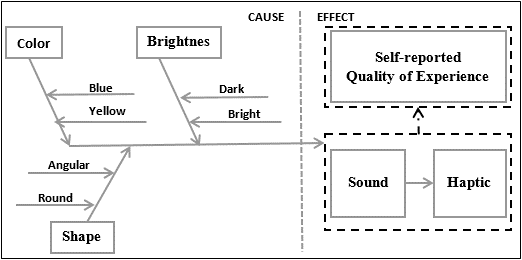 CAUSE
EFFECT
Color
Brightnes
Self-reported
Quality of Experience
Blue
Dark
Yellow
Bright
Angular
Sound
Haptic
Round
Shape